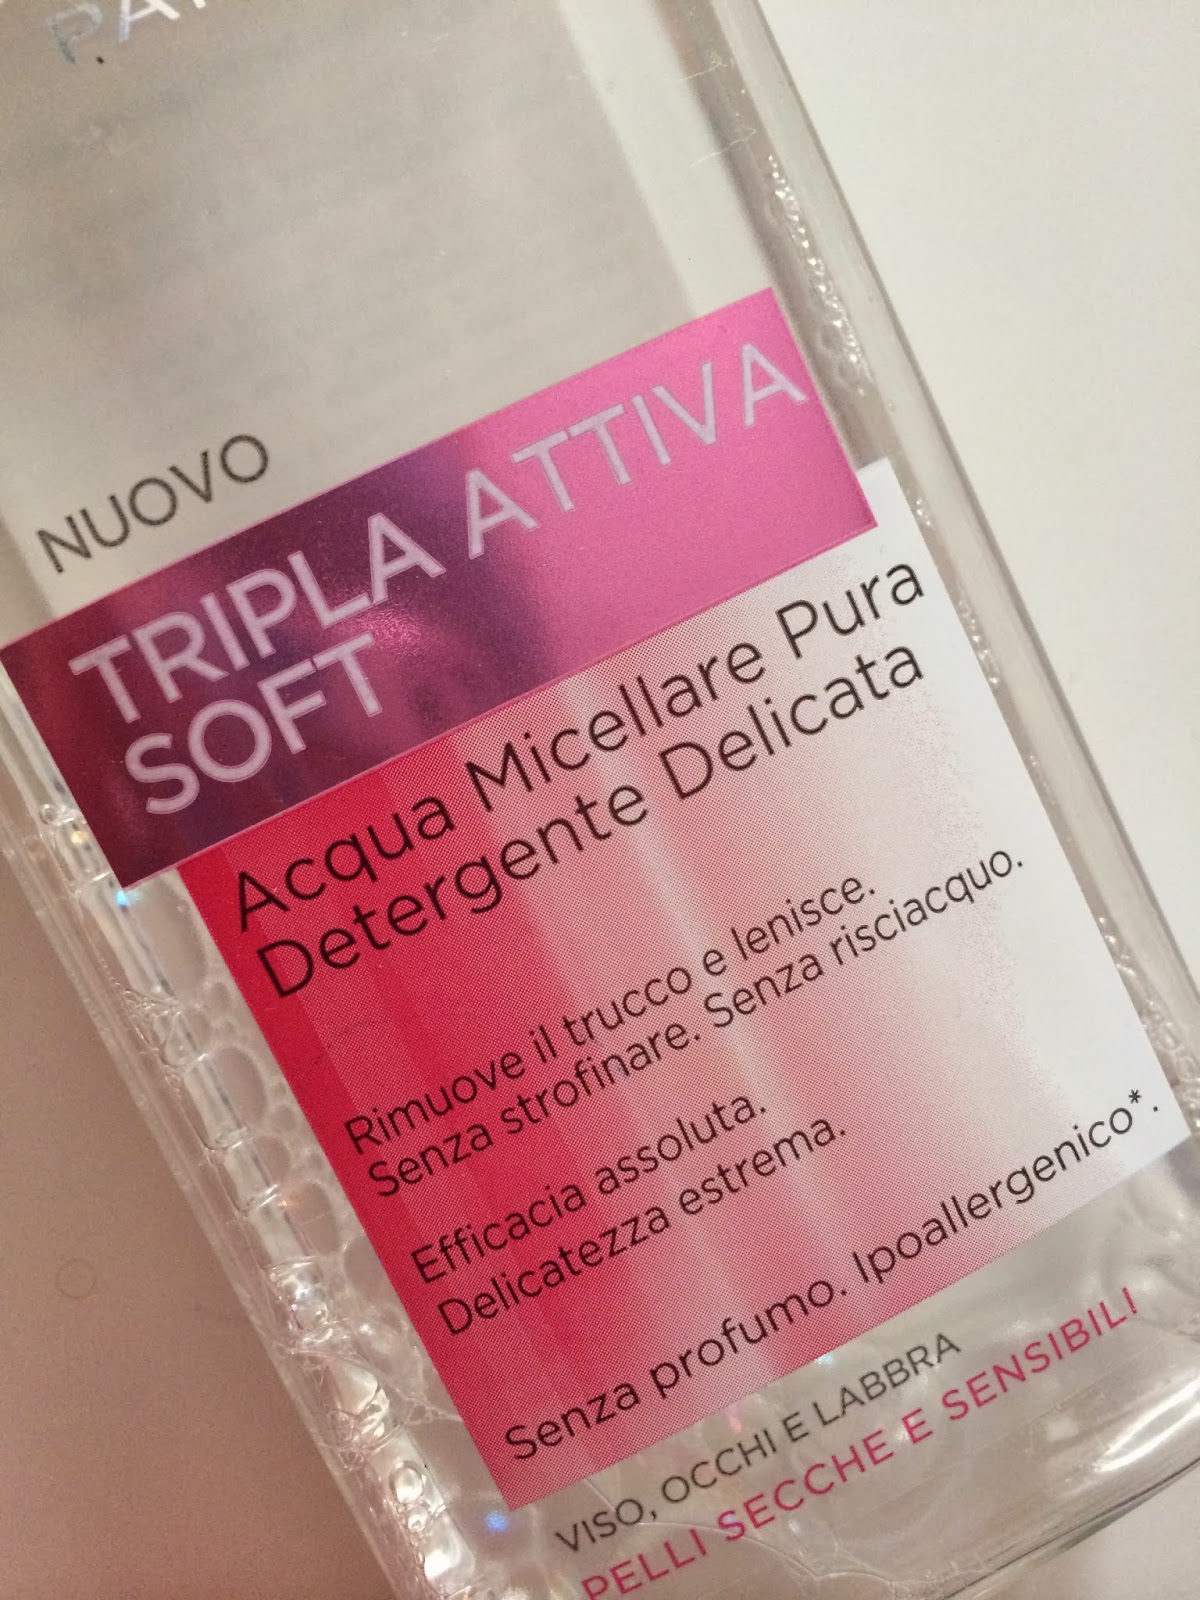 NUOVO
TRIPLA ATTIVA
SOFT
Acqua Micellare Pura
Detergente Delicata
Rimuove il trucco e lenisce.
Senza strofinare. Senza risciacquo.
Efficacia assoluta.
Delicatezza estrema.
Senza profumo. Ipoallergenico*.
VISO, OCCHI E LABBRA
PELLI SECCHE E SENSIBILI